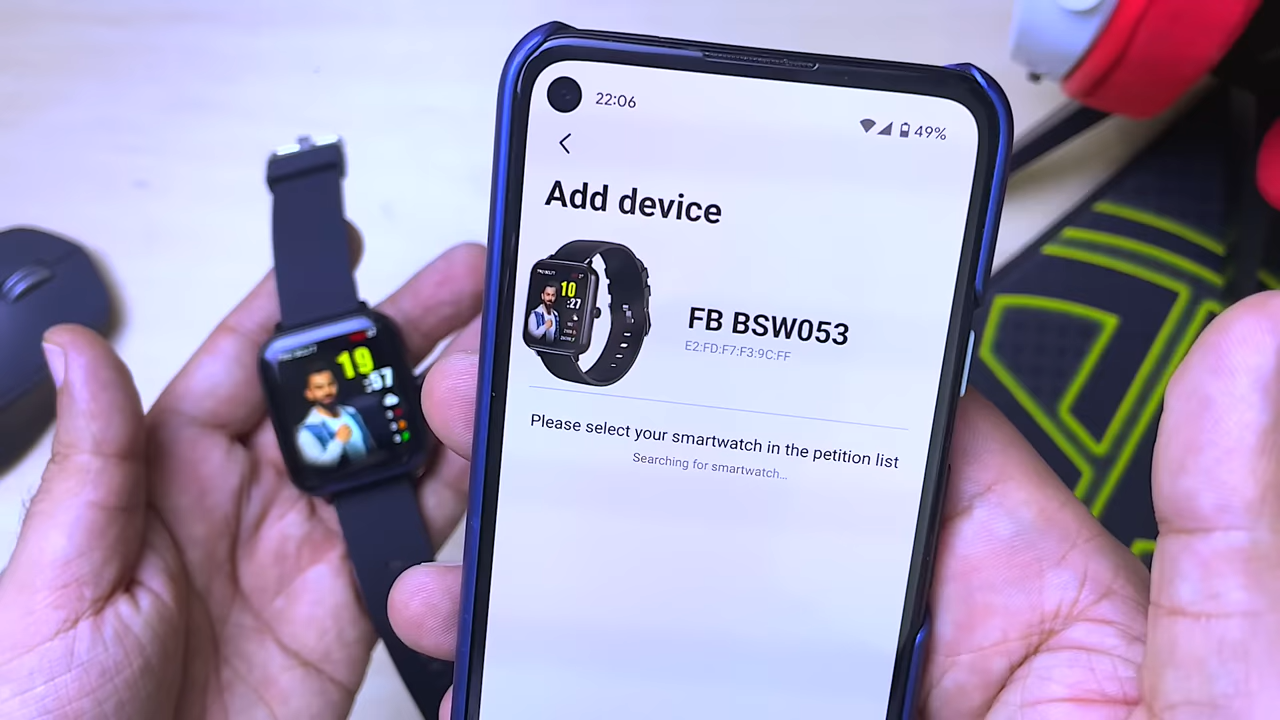 22:06
49%
Add device
10
:27
FB BSW053
E2:FD:F7:F3:9C:FF
Please select your smartwatch in the petition list
Searching for smartwatch...
19
:37